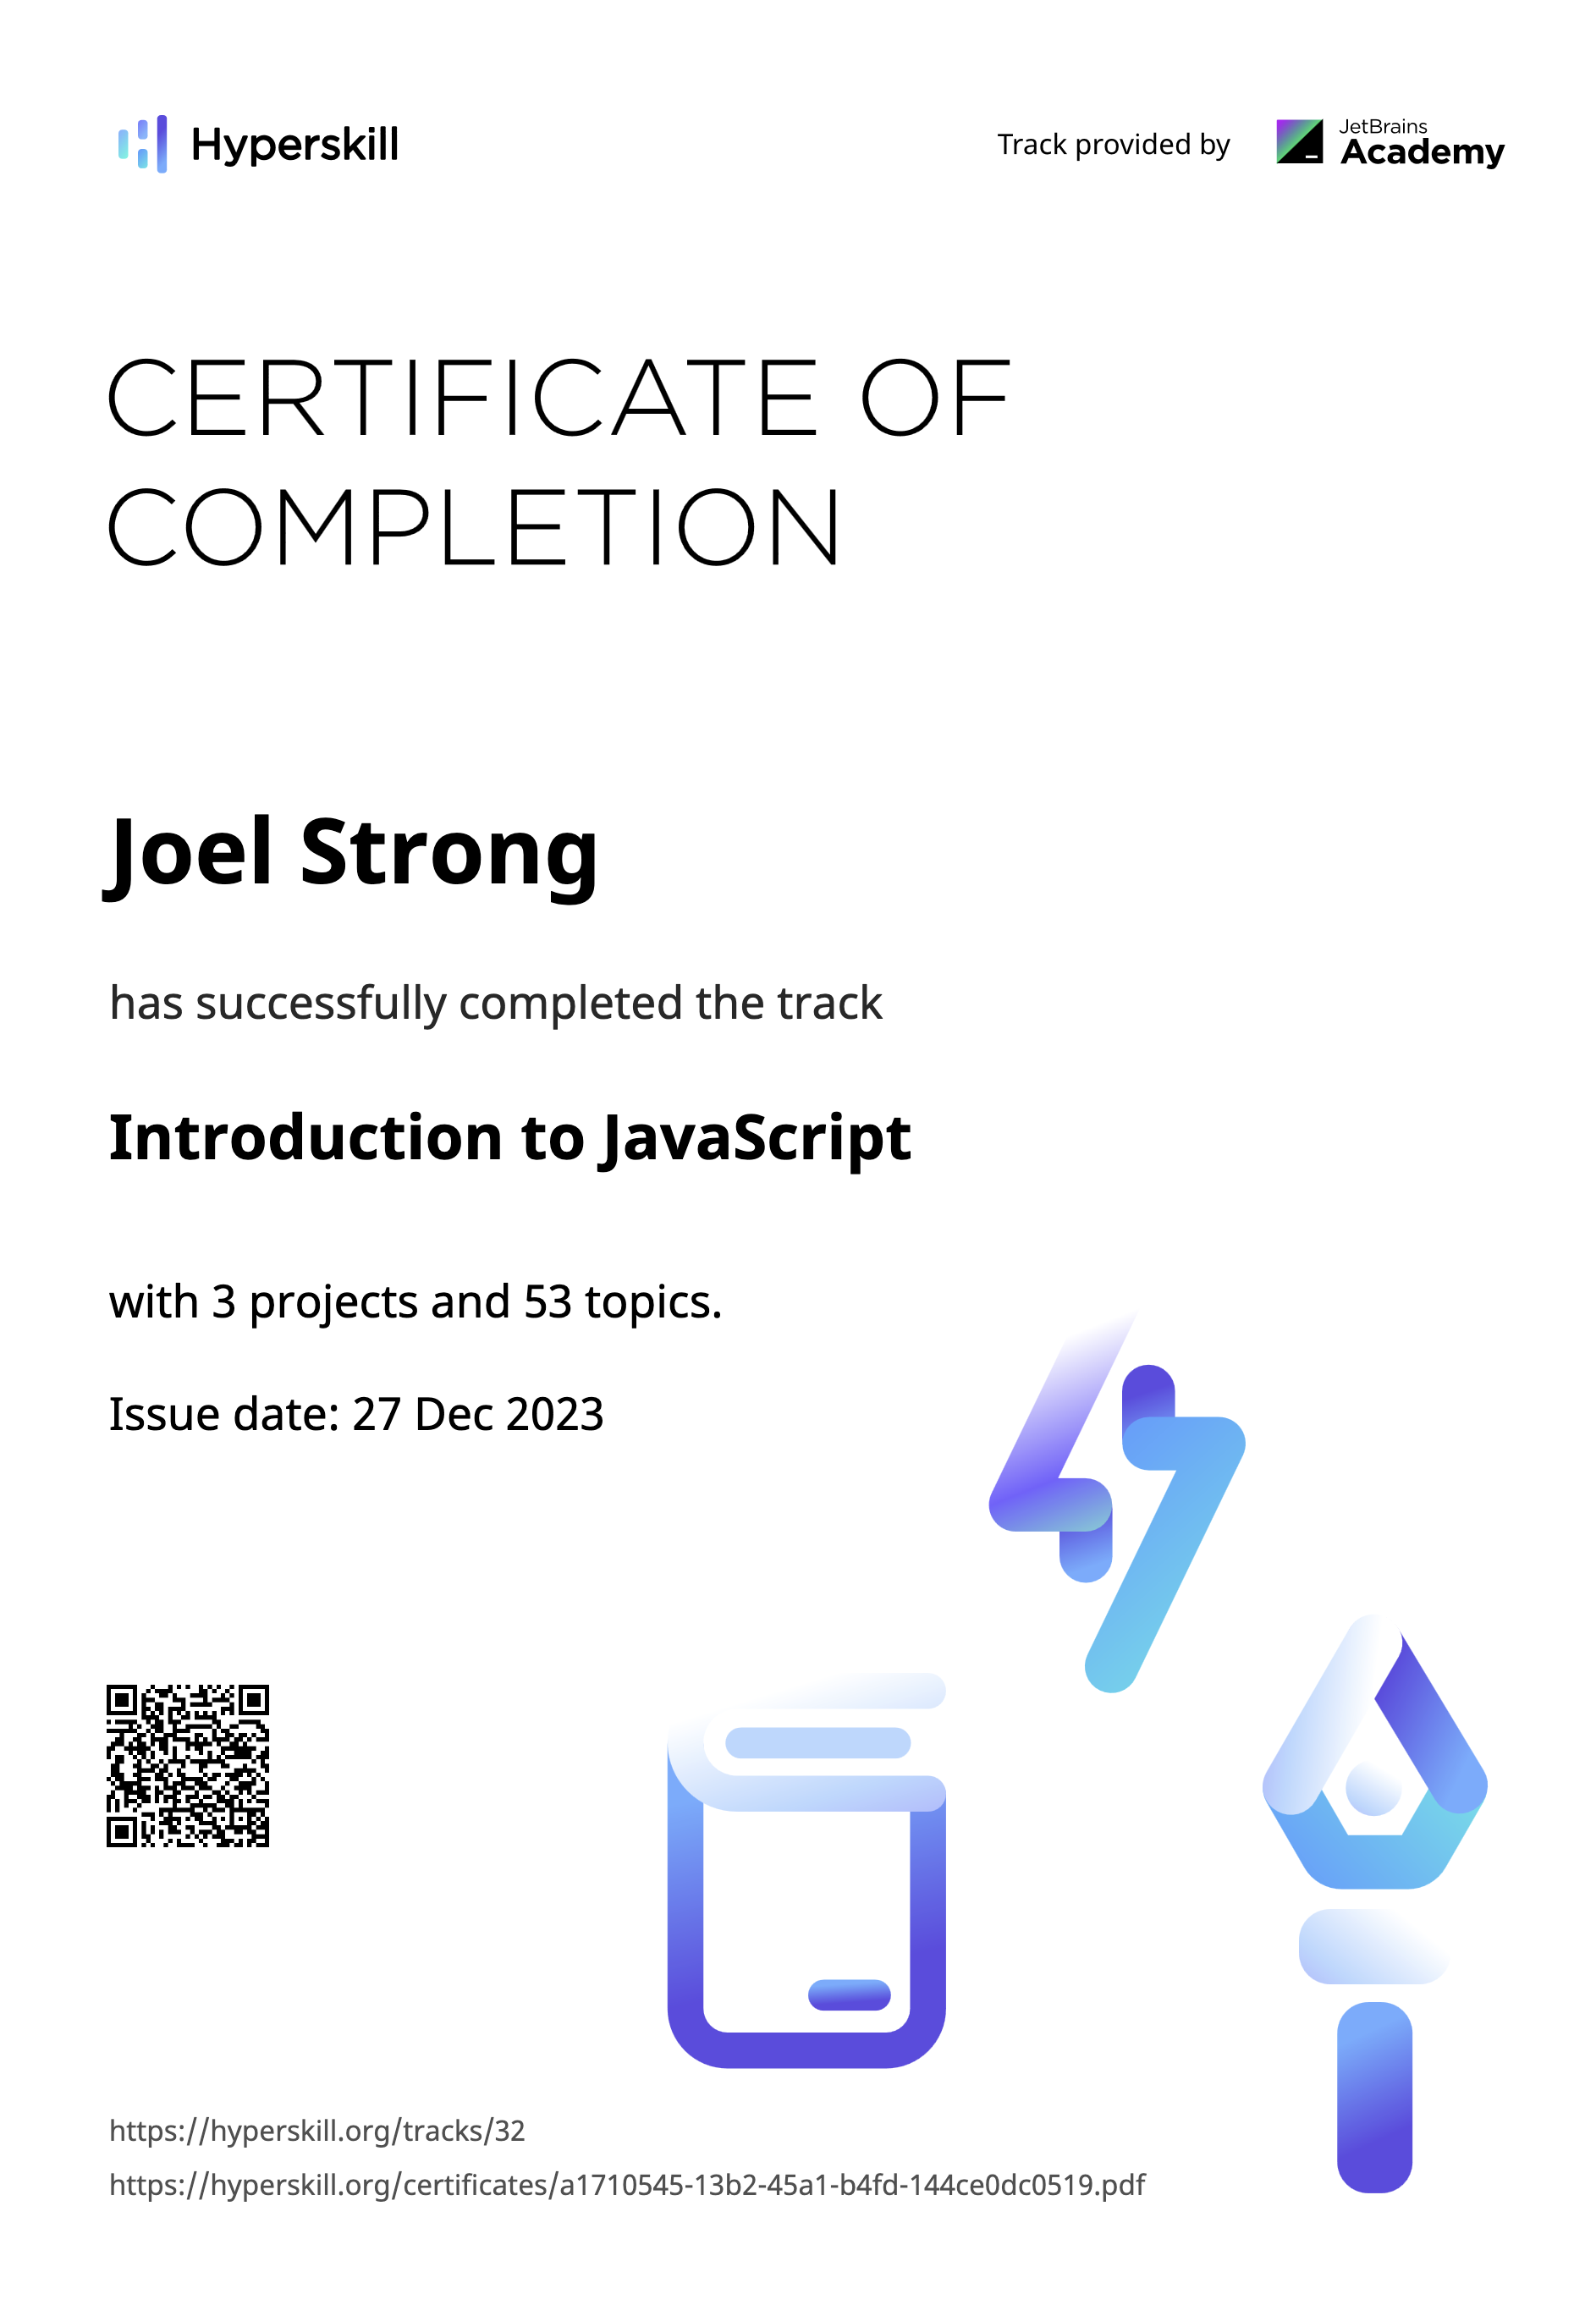 Hyperskill
Track provided by
JetBrains
Academy
CERTIFICATE OF
COMPLETION
Joel Strong
has successfully completed the track
Introduction to JavaScript
with 3 projects and 53 topics.
Issue date: 27 Dec 2023
https://hyperskill.org/tracks/32
https://hyperskill.org/certificates/a1710545-13b2-45a1-b4fd-144ce0dc0519.pdf